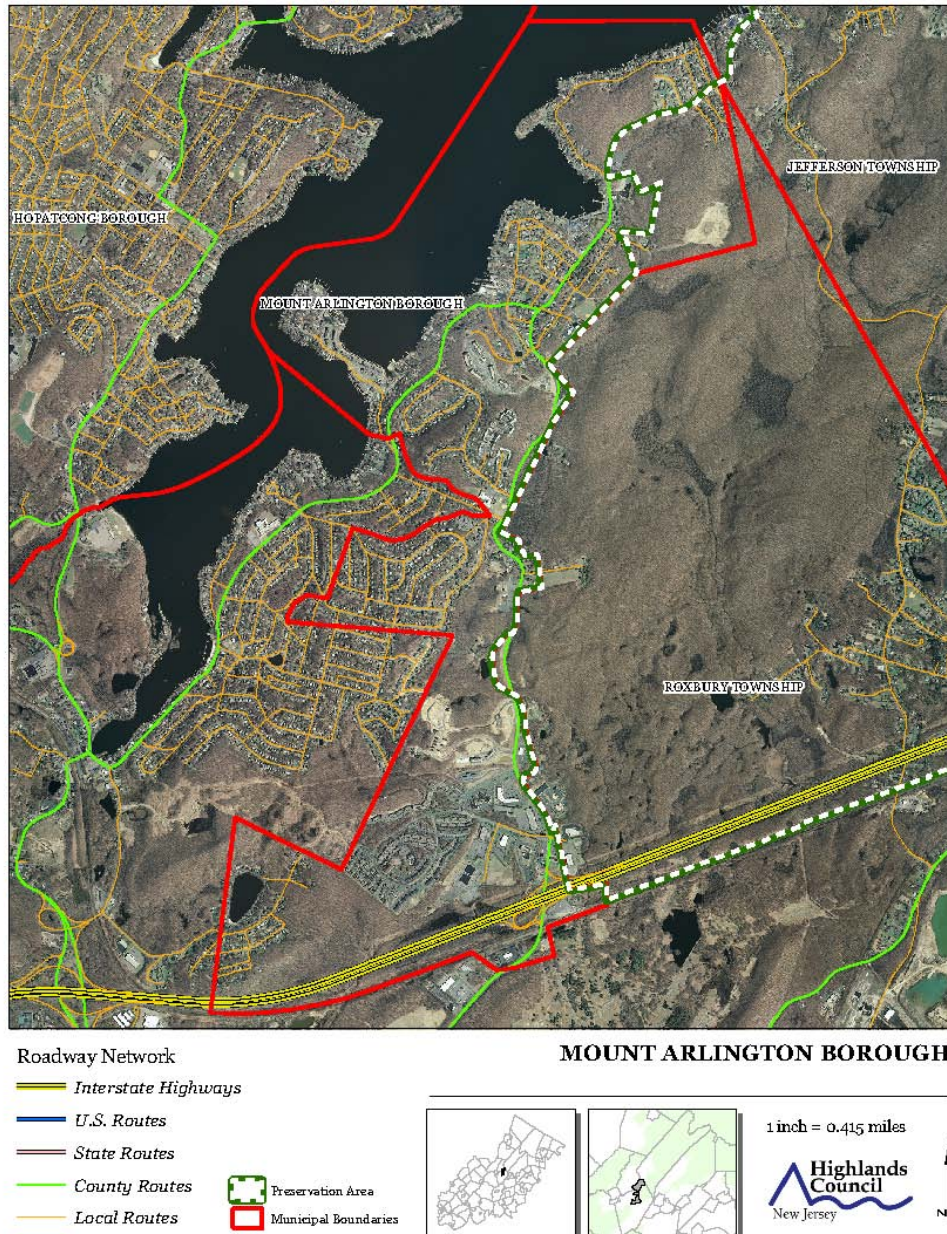 JEFFERSON TOWNSHIP
HOPATCONG BOROUGH
MOUNT ARLINGTON BOROUGH
ROXBURY TOWNSHIP
Roadway Network
MOUNT ARLINGTON BOROUGH
Interstate Highways
U.S. Routes
State Routes
County Routes
Local Routes
Preservation Area
Municipal Boundaries
1 inch = 0.415 miles
Highlands
Council
New Jersey
N